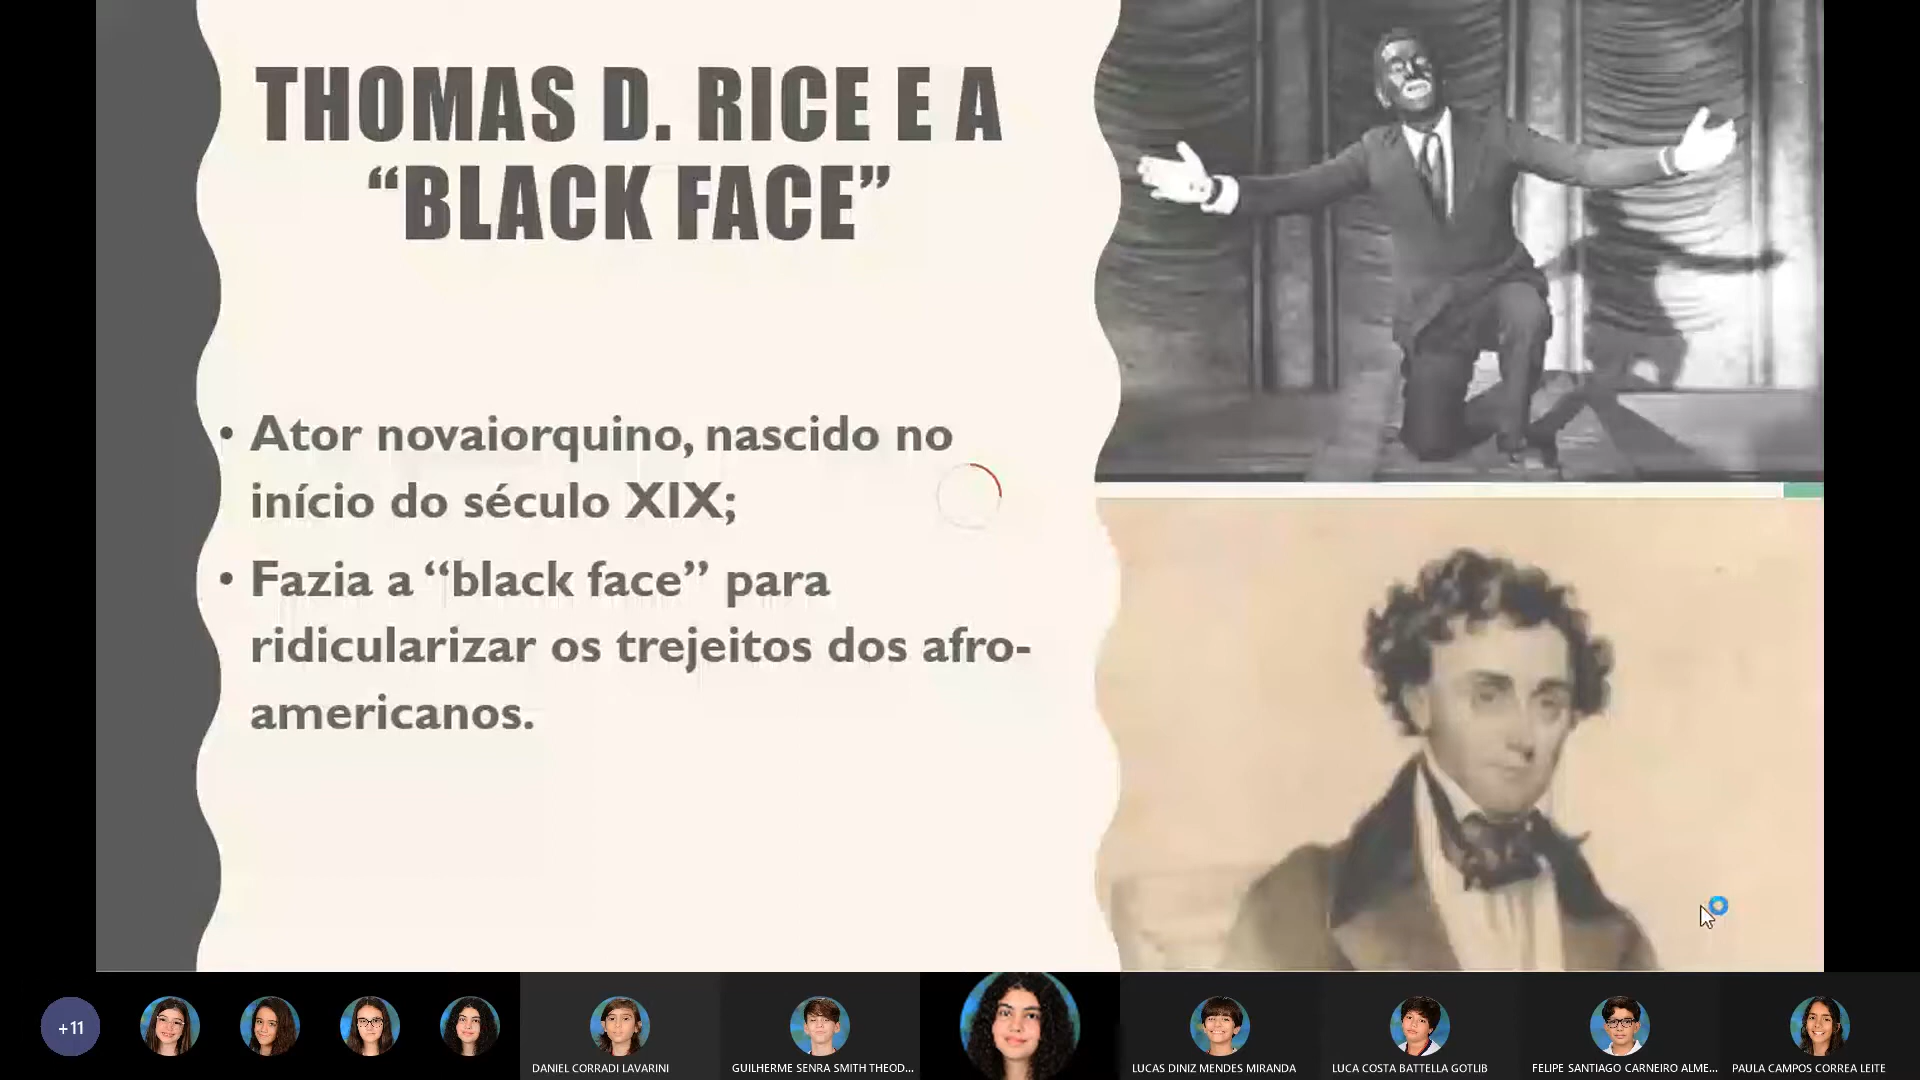 THOMAS D. RICE E A
“BLACK FACE”
• Ator novaiorquino, nascido no
início do século XIX;
• Fazia a “black face” para
ridicularizar os trejeitos dos afro-
americanos.
+11
DANIEL CORRADI LAVARINI
GUILHERME SENRA SMITH THEOD...
LUCAS DINIZ MENDES MIRANDA
LUCA COSTA BATTELLA GOTLIB
FELIPE SANTIAGO CARNEIRO ALME...
PAULA CAMPOS CORREA LEITE